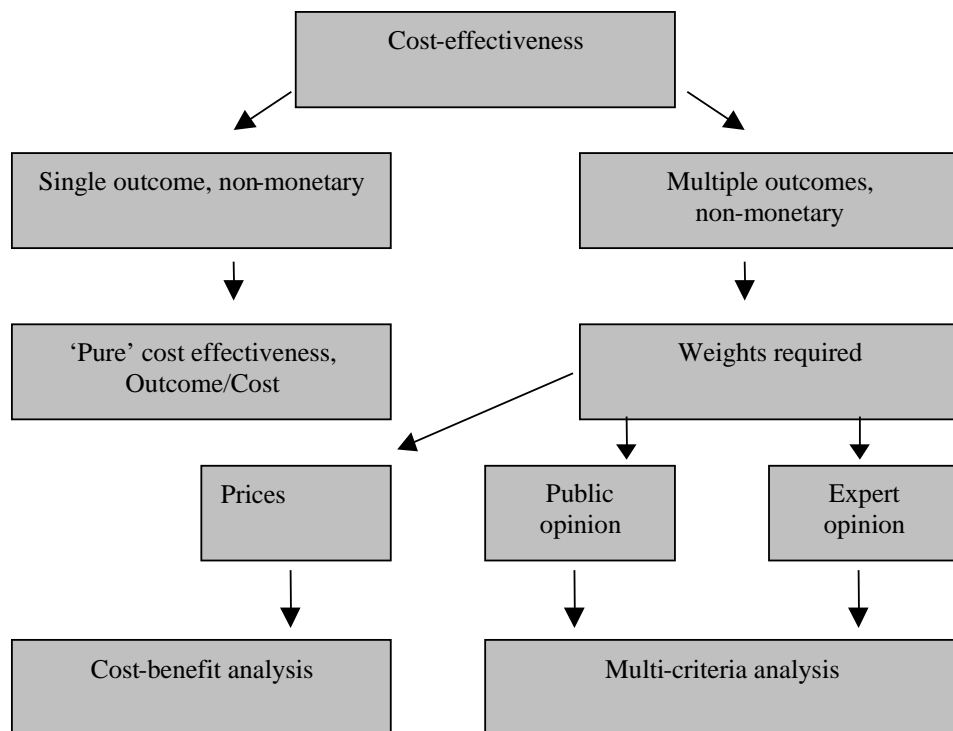 Cost-effectiveness
Single outcome, non-monetary
Multiple outcomes,
non-monetary
‘Pure’ cost effectiveness,
Outcome/Cost
Weights required
Prices
Public
opinion
Expert
opinion
Cost-benefit analysis
Multi-criteria analysis